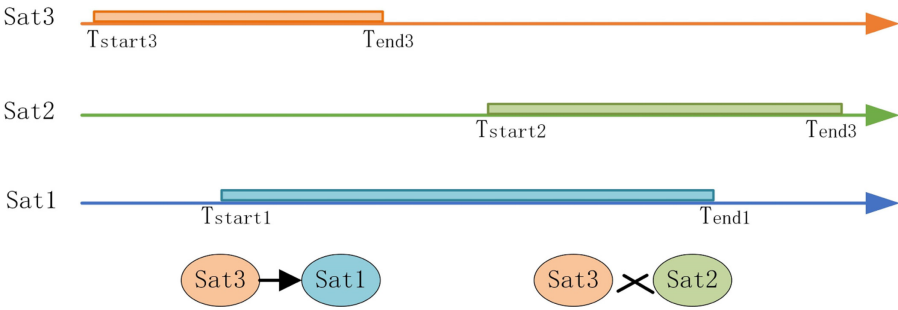 Sat3
Tstart3 Tend3
Sat2
Tstart2 Tend3
Sat1
Tstart1 Tend1
Sat3 Sat1 Sat3 Sat2